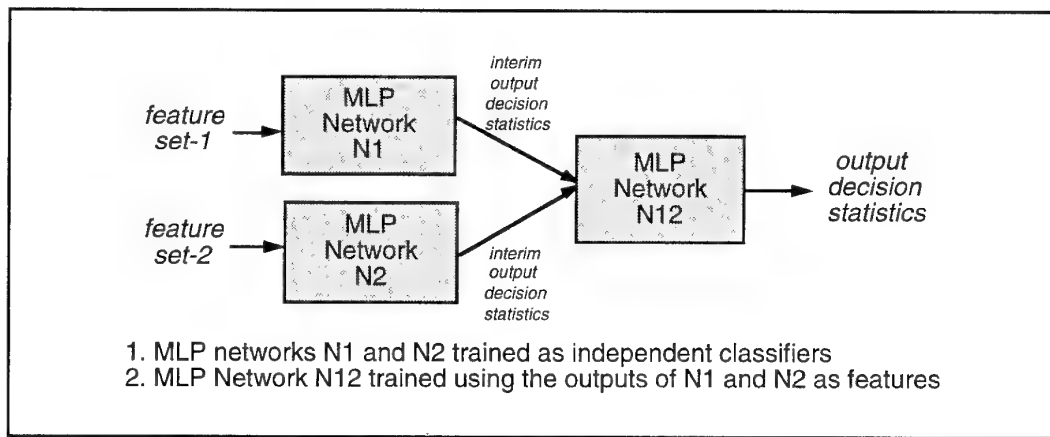 feature
set-1
MLP
Network
N1
interim
output
decision
statistics
feature
set-2
MLP
Network
N2
interim
output
decision
statistics
MLP
Network
N12
output
decision
statistics
1. MLP networks N1 and N2 trained as independent classifiers
2. MLP Network N12 trained using the outputs of N1 and N2 as features